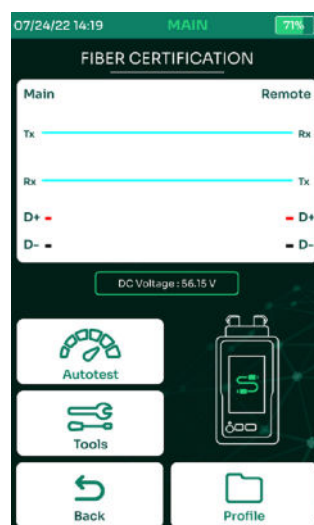 07/24/22 14:19 MAIN 71%
FIBER CERTIFICATION
Main Remote
Tx Rx
Rx Tx
D+ D+
D- D-
DC Voltage : 56.15 V
Autotest
Tools
Back Profile